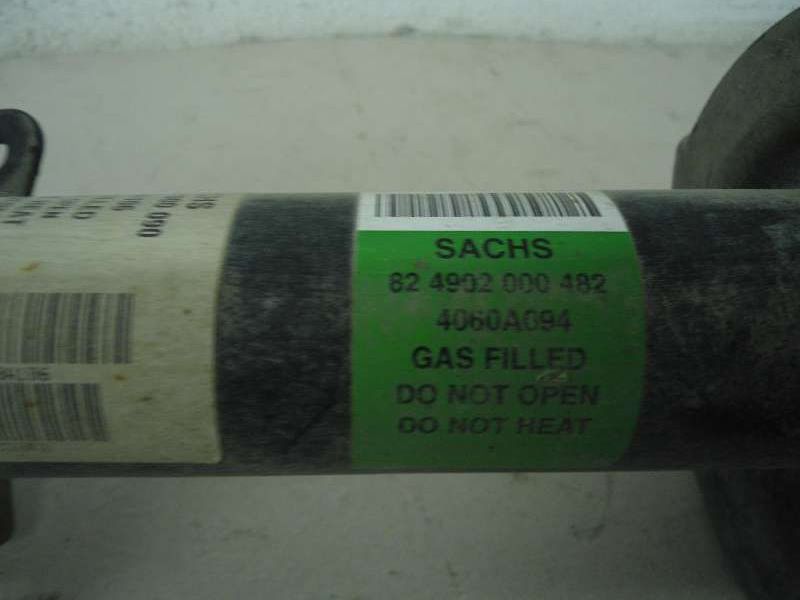 SACHS
82 4902 000 482
4060A094
GAS FILLED
DO NOT OPEN
DO NOT HEAT